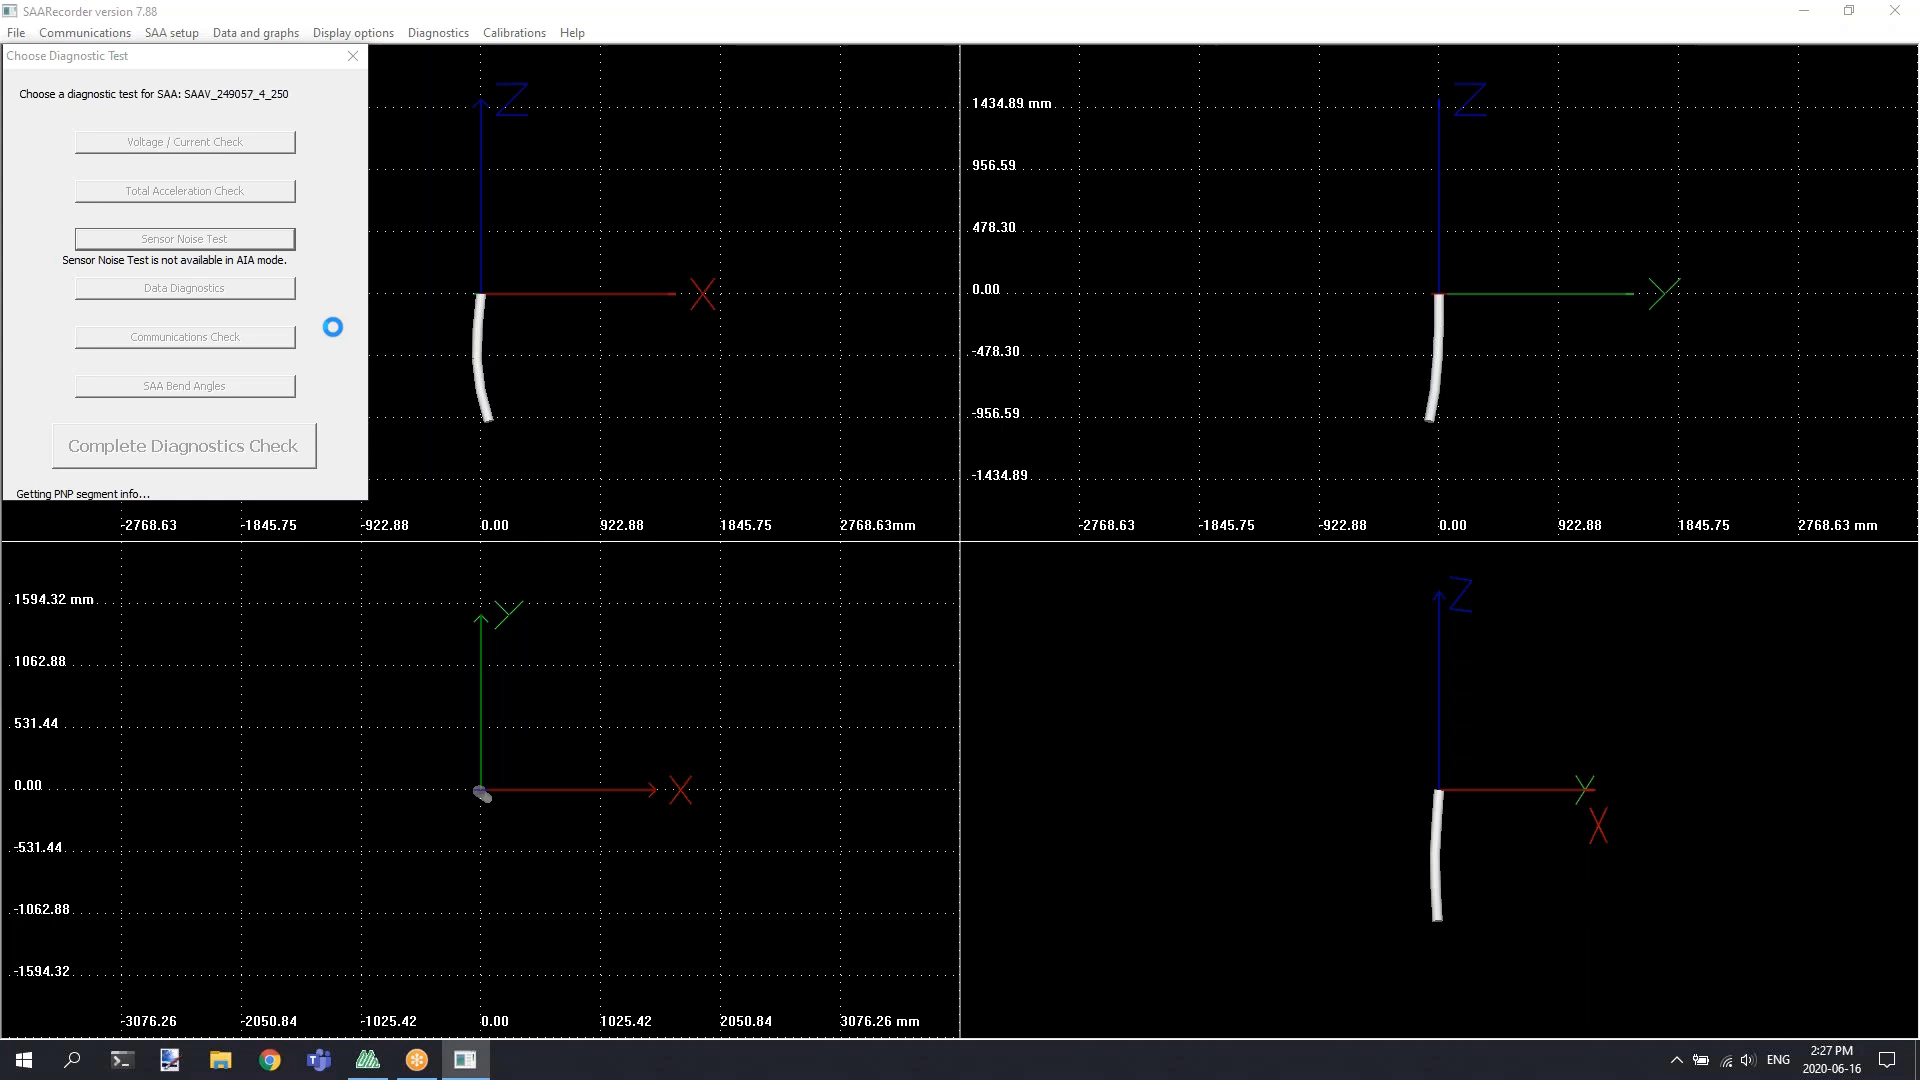 SAARecorder version 7.88
File Communications SAA setup Data and graphs Display options Diagnostics Calibrations Help
Choose Diagnostic Test
Choose a diagnostic test for SAA: SAAV_249057_4_250
Voltage / Current Check
Total Acceleration Check
Sensor Noise Test
Sensor Noise Test is not available in AIA mode.
Data Diagnostics
Communications Check
SAA Bend Angles
Complete Diagnostics Check
Getting PNP segment info...
Z
X
-2768.63 -1845.75 -922.88 0.00 922.88 1845.75 2768.63mm
Z
1434.89 mm
956.59
478.30
0.00
Y
-478.30
-956.59
-1434.89
-2768.63 -1845.75 -922.88 0.00 922.88 1845.75 2768.63 mm
1594.32 mm
Y
1062.88
531.44
0.00
X
-531.44
-1062.88
-1594.32
-3076.26 -2050.84 -1025.42 0.00 1025.42 2050.84 3076.26 mm
Z
Y
X
ENG
2:27 PM
2020-06-16